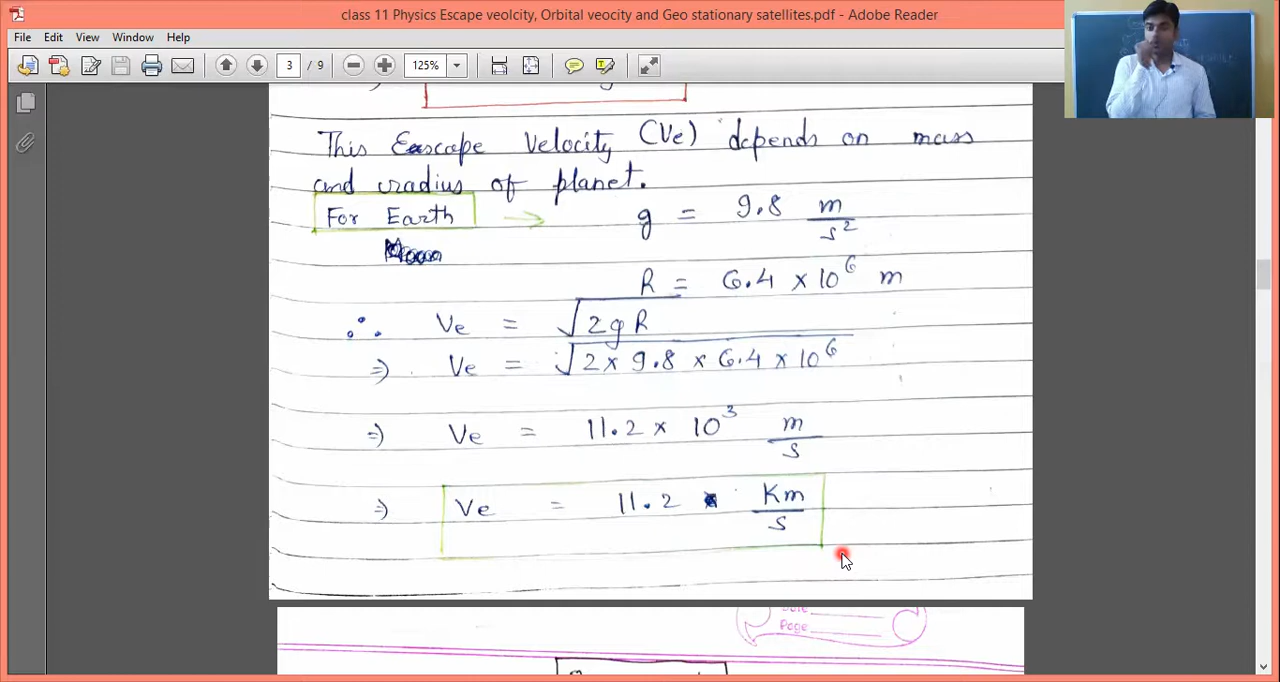 class 11 Physics Escape veolcity, Orbital veocity and Geo stationary satellites.pdf - Adobe Reader
File Edit View Window Help
3 / 9 125%
This Escape Velocity (Ve) depends on mass
and radius of planet.
For Earth → g = 9.8 m/s²
R = 6.4 × 10⁶ m
∴ Ve = √2gR
⇒ Ve = √2 × 9.8 × 6.4 × 10⁶
⇒ Ve = 11.2 × 10³ m/s
⇒ Ve = 11.2 Km/s
Page